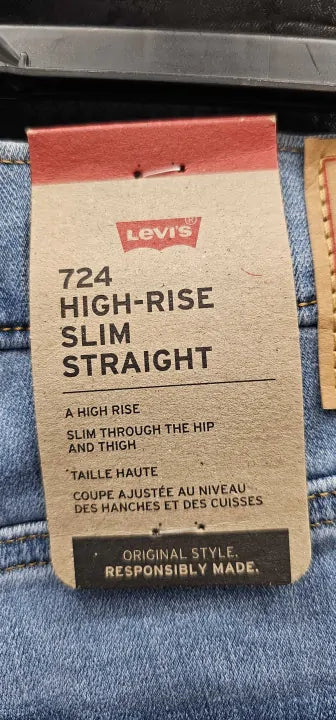 Levi's®
724
HIGH-RISE
SLIM
STRAIGHT
A HIGH RISE
SLIM THROUGH THE HIP
AND THIGH
TAILLE HAUTE
COUPE AJUSTÉE AU NIVEAU
DES HANCHES ET DES CUISSES
ORIGINAL STYLE.
RESPONSIBLY MADE.